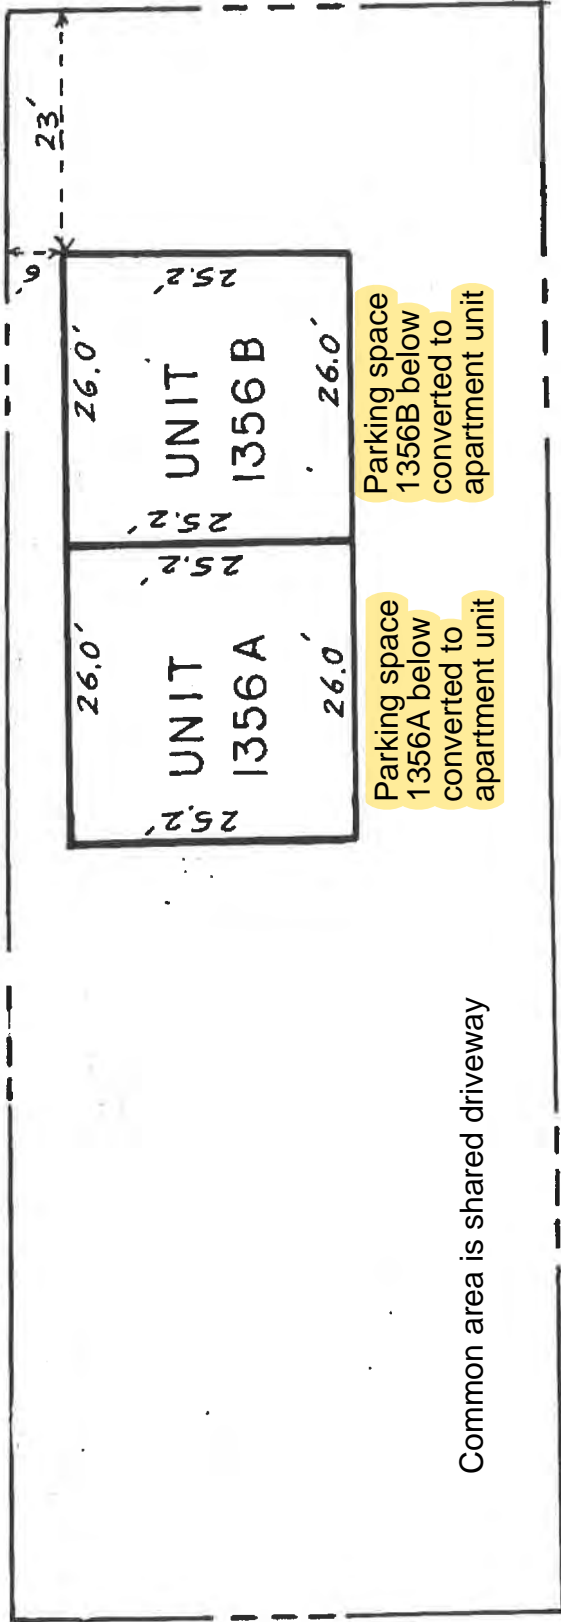 23'
26.0'
26.0'
25.2'
25.2'
25.2'
25.2'
UNIT
1356A
UNIT
1356B
26.0'
26.0'
Parking space
1356A below
converted to
apartment unit
Parking space
1356B below
converted to
apartment unit
Common area is shared driveway